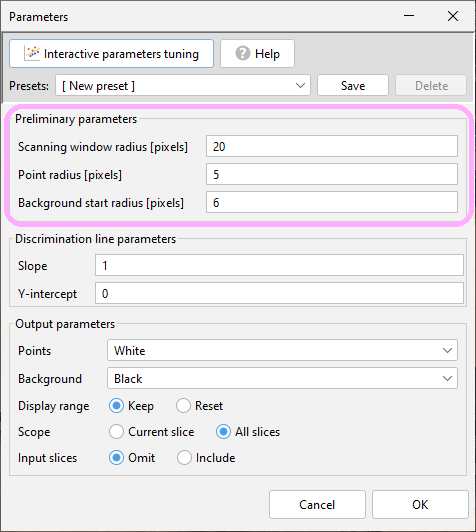 Parameters
Interactive parameters tuning Help
Presets: [ New preset ] Save Delete
Preliminary parameters
Scanning window radius [pixels] 20
Point radius [pixels] 5
Background start radius [pixels] 6
Discrimination line parameters
Slope 1
Y-intercept 0
Output parameters
Points White
Background Black
Display range Keep Reset
Scope Current slice All slices
Input slices Omit Include
Cancel OK